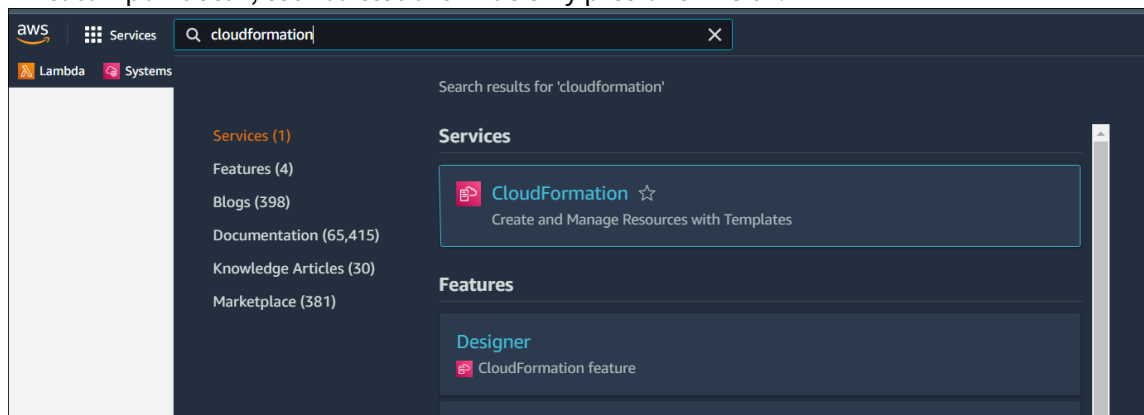 aws
Services
cloudformation
Lambda
Systems
Search results for 'cloudformation'
Services (1)
Features (4)
Blogs (398)
Documentation (65,415)
Knowledge Articles (30)
Marketplace (381)
Services
CloudFormation
Create and Manage Resources with Templates
Features
Designer
CloudFormation feature